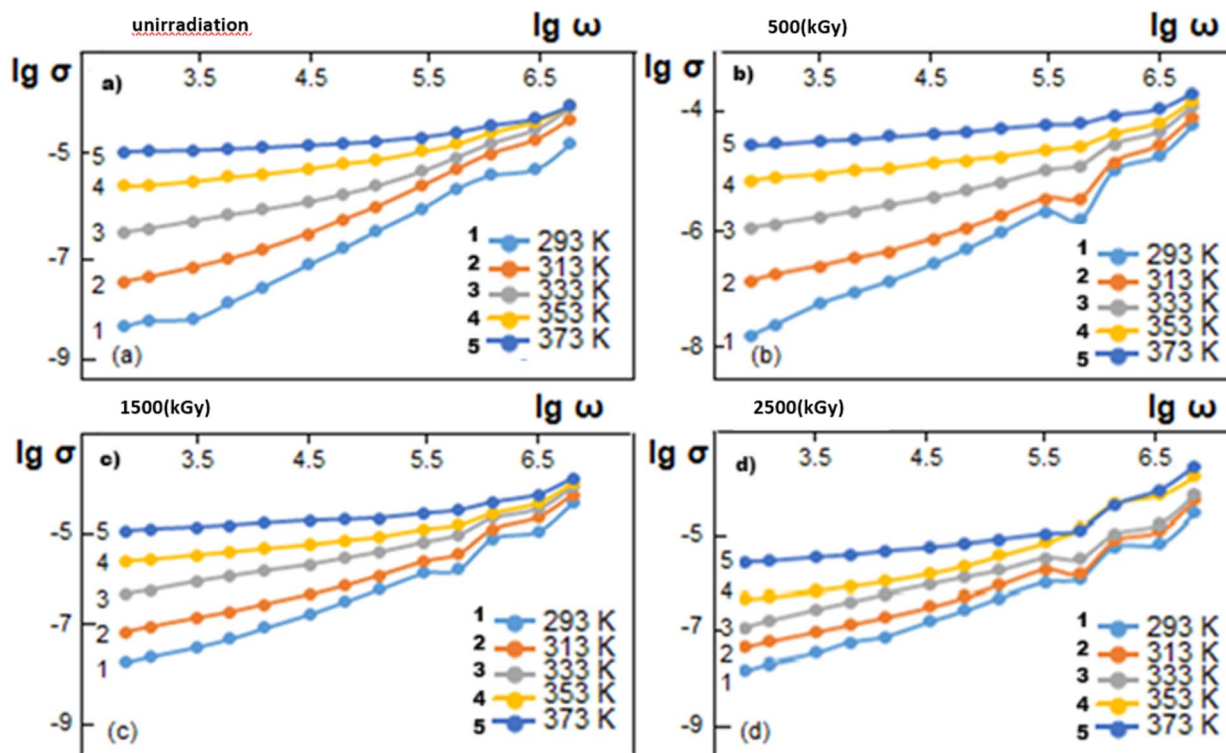 unirradiation
lg ω
lg σ
a)
3.5 4.5 5.5 6.5
-5
-7
-9
5
4
3
2
1
1 293 K
2 313 K
3 333 K
4 353 K
5 373 K
(a)
500(kGy)
lg ω
lg σ
b)
3.5 4.5 5.5 6.5
-4
-6
-8
5
4
3
2
1
1 293 K
2 313 K
3 333 K
4 353 K
5 373 K
(b)
1500(kGy)
lg ω
lg σ
c)
3.5 4.5 5.5 6.5
-5
-7
-9
5
4
3
2
1
1 293 K
2 313 K
3 333 K
4 353 K
5 373 K
(c)
2500(kGy)
lg ω
lg σ
d)
3.5 4.5 5.5 6.5
-5
-7
-9
5
4
3
2
1
1 293 K
2 313 K
3 333 K
4 353 K
5 373 K
(d)